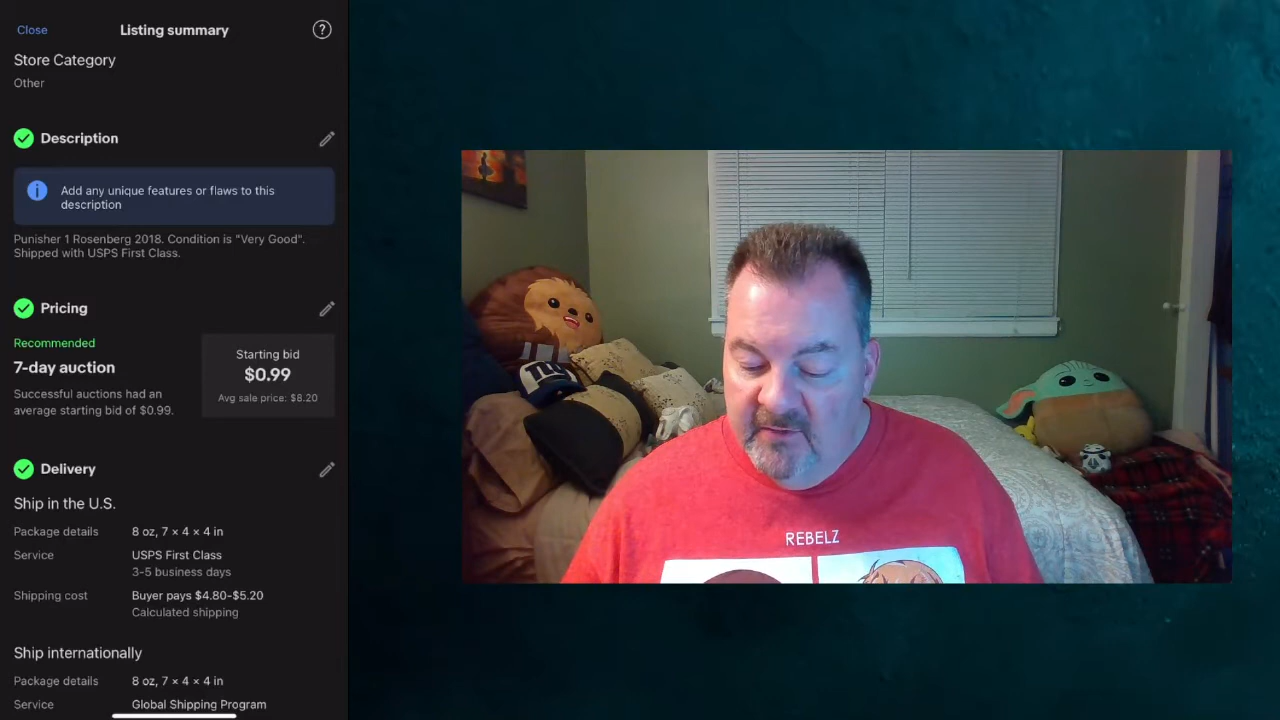 Close
Listing summary
?
Store Category
Other
Description
Add any unique features or flaws to this
description
Punisher 1 Rosenberg 2018. Condition is "Very Good".
Shipped with USPS First Class.
Pricing
Recommended
7-day auction
Successful auctions had an
average starting bid of $0.99.
Starting bid
$0.99
Avg sale price: $8.20
Delivery
Ship in the U.S.
Package details 8 oz, 7 × 4 × 4 in
Service USPS First Class
3-5 business days
Shipping cost Buyer pays $4.80-$5.20
Calculated shipping
Ship internationally
Package details 8 oz, 7 × 4 × 4 in
Service Global Shipping Program
NY
REBELZ